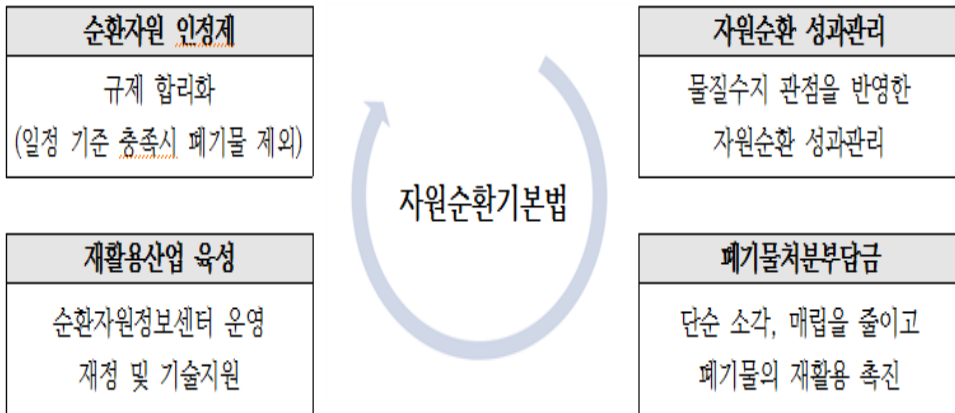 순환자원 인정제
규제 합리화
(일정 기준 충족시 폐기물 제외)
자원순환 성과관리
물질수지 관점을 반영한
자원순환 성과관리
자원순환기본법
재활용산업 육성
순환자원정보센터 운영
재정 및 기술지원
폐기물처분부담금
단순 소각, 매립을 줄이고
폐기물의 재활용 촉진